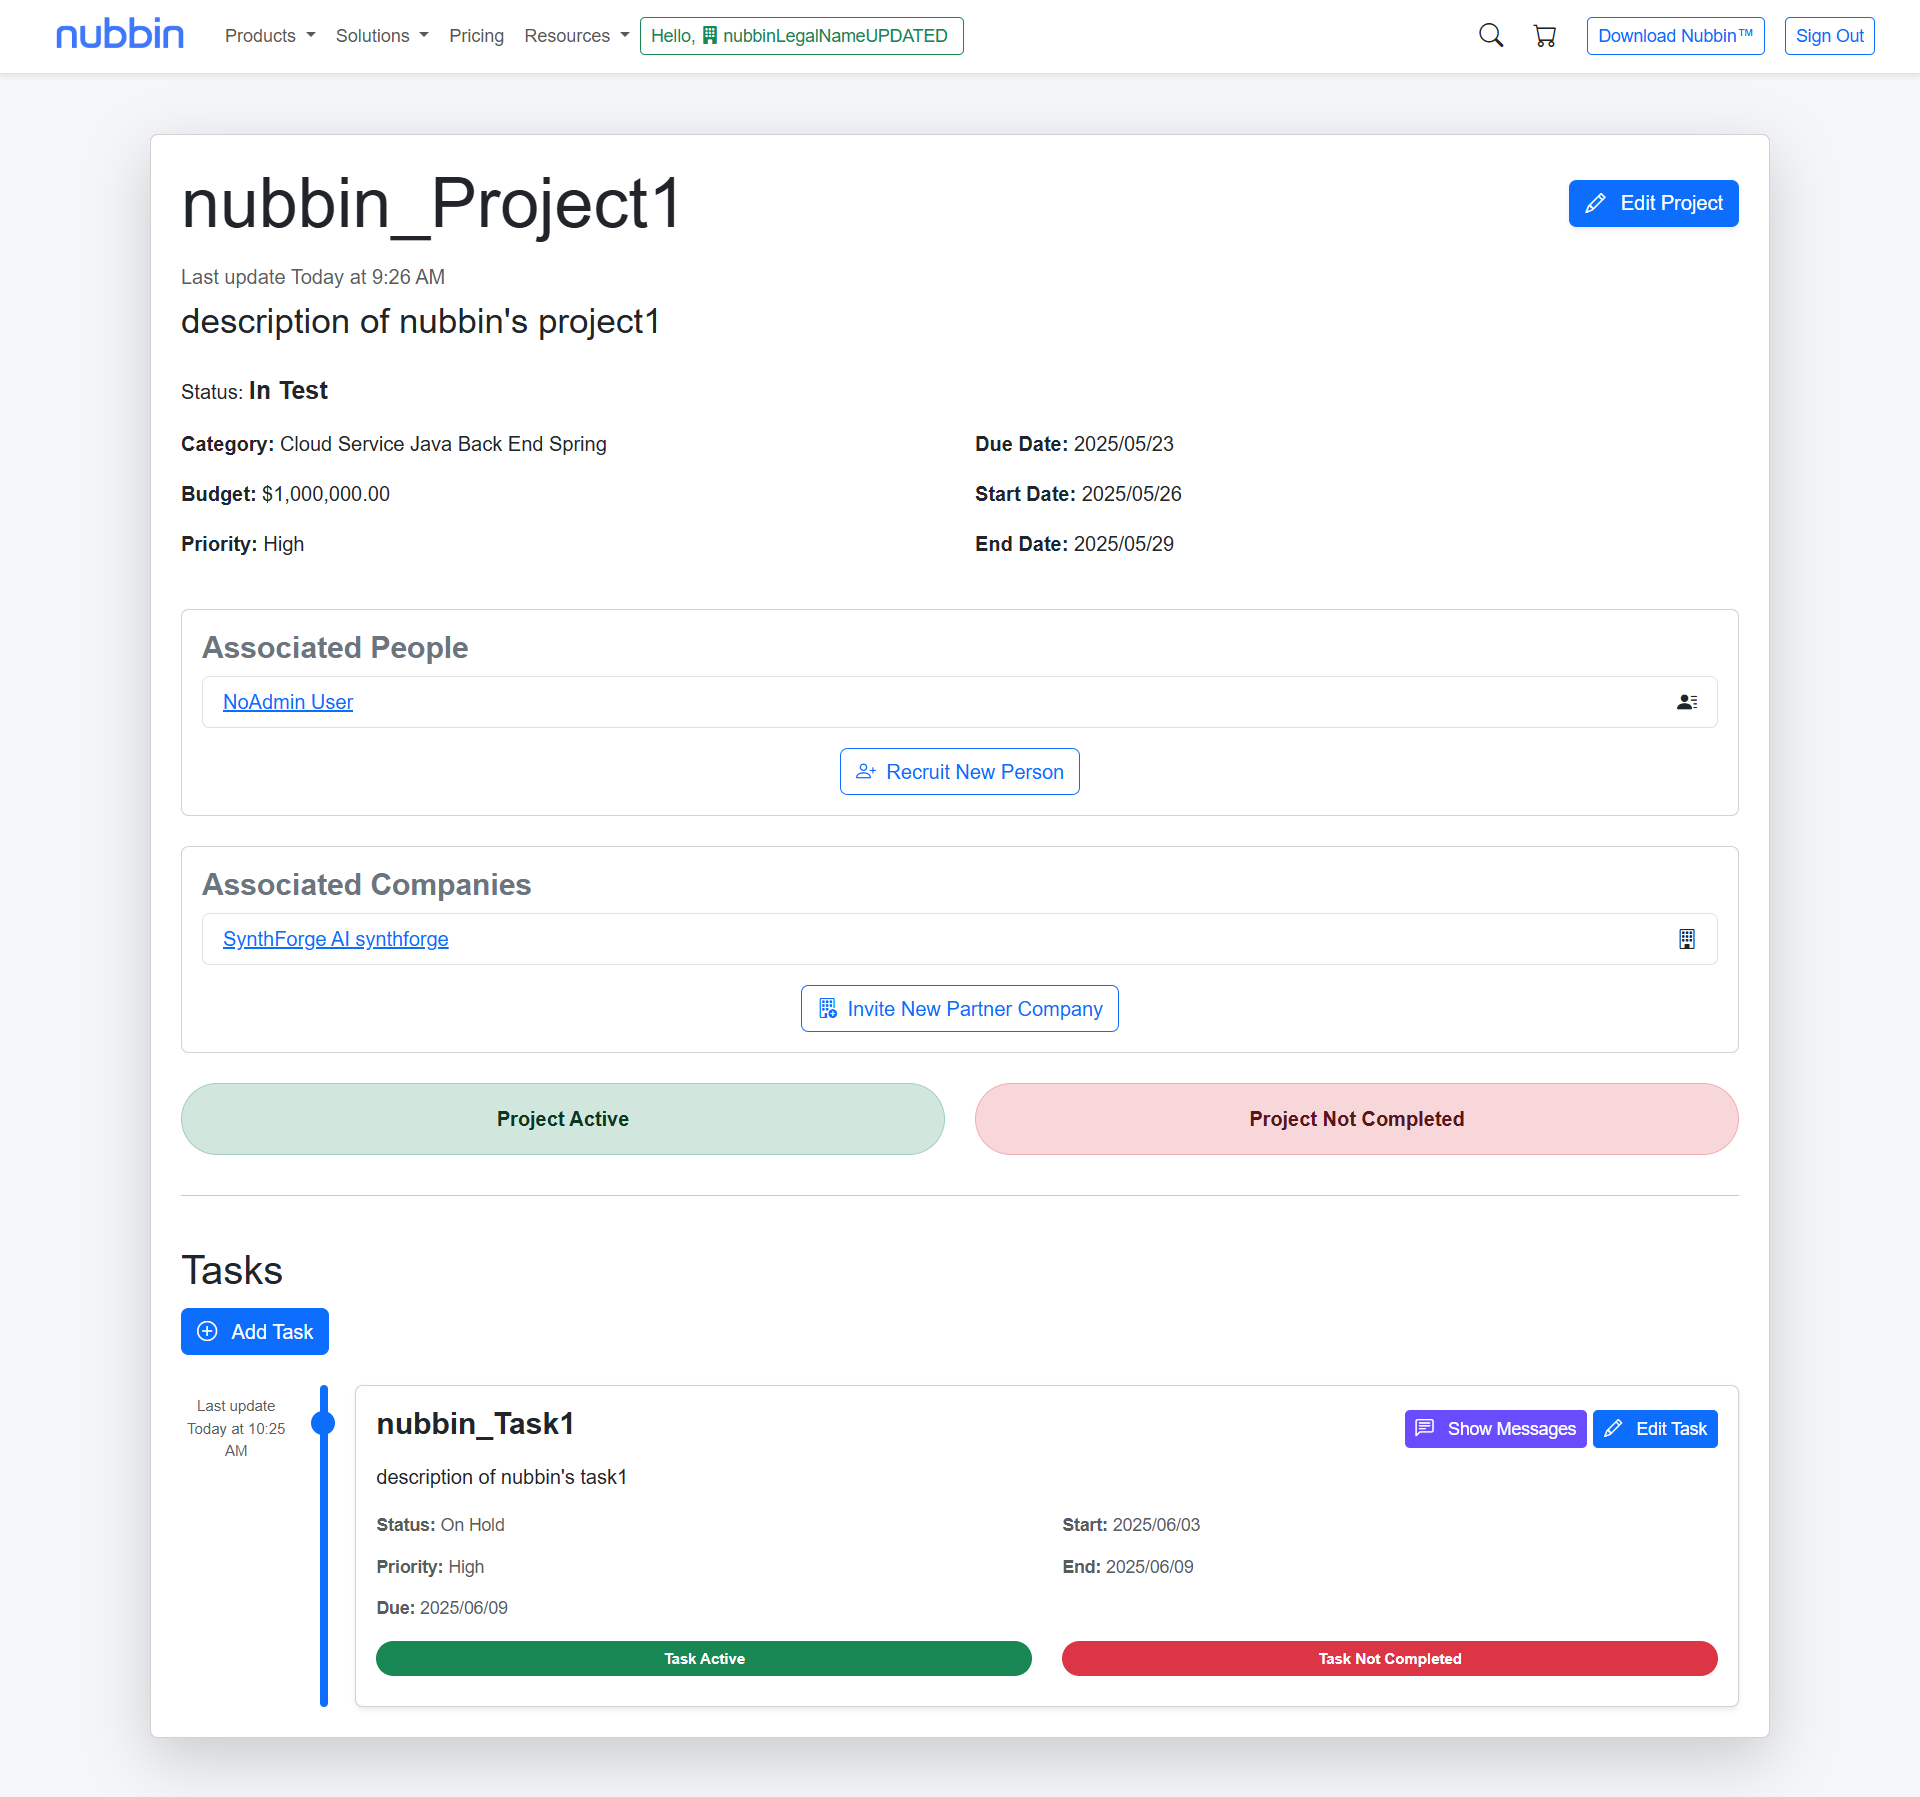 nubbin Products Solutions Pricing Resources Hello, nubbinLegalNameUPDATED Download Nubbin™ Sign Out
nubbin_Project1
Edit Project
Last update Today at 9:26 AM
description of nubbin's project1
Status: In Test
Category: Cloud Service Java Back End Spring
Due Date: 2025/05/23
Budget: $1,000,000.00
Start Date: 2025/05/26
Priority: High
End Date: 2025/05/29
Associated People
NoAdmin User
Recruit New Person
Associated Companies
SynthForge AI synthforge
Invite New Partner Company
Project Active
Project Not Completed
Tasks
Add Task
Last update
Today at 10:25
AM
nubbin_Task1
Show Messages
Edit Task
description of nubbin's task1
Status: On Hold
Start: 2025/06/03
Priority: High
End: 2025/06/09
Due: 2025/06/09
Task Active
Task Not Completed